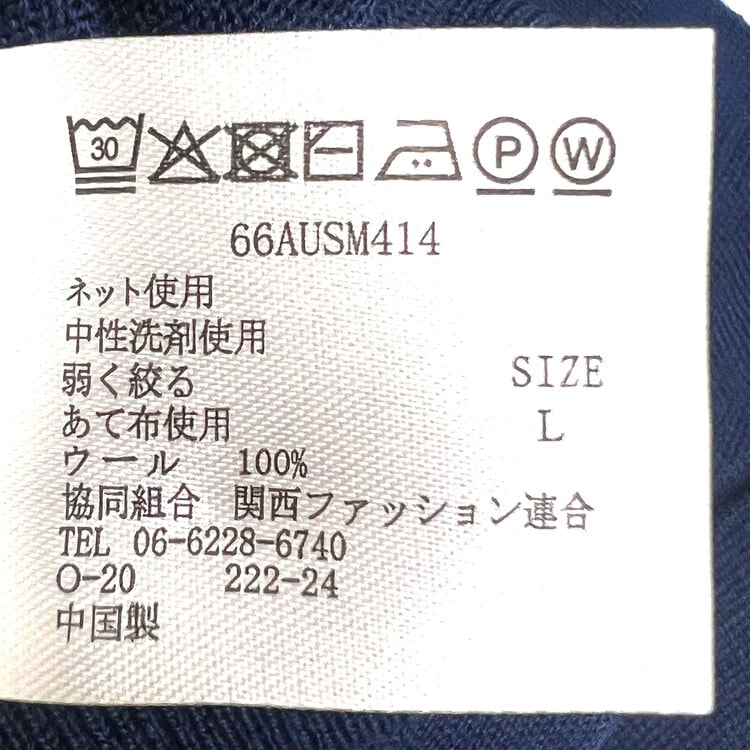 30 P W
66AUSM414
ネット使用
中性洗剤使用
弱く絞る
あて布使用
ウール 100%
SIZE
L
協同組合 関西ファッション連合
TEL 06-6228-6740
O-20 222-24
中国製